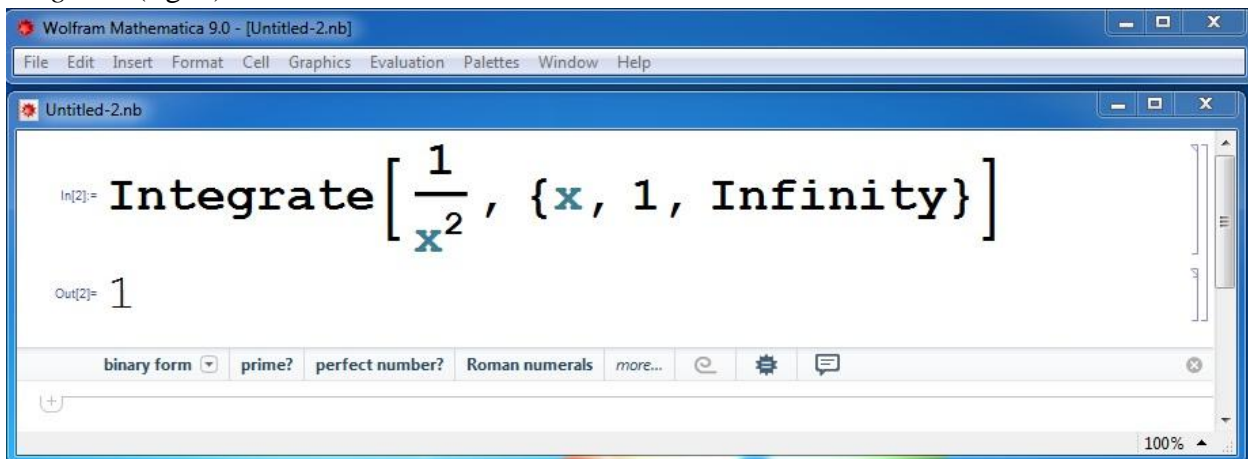 Wolfram Mathematica 9.0 - [Untitled-2.nb]
File Edit Insert Format Cell Graphics Evaluation Palettes Window Help
Untitled-2.nb
In[2]:= Integrate[1/x^2, {x, 1, Infinity}]
Out[2]= 1
binary form prime? perfect number? Roman numerals more...
100%